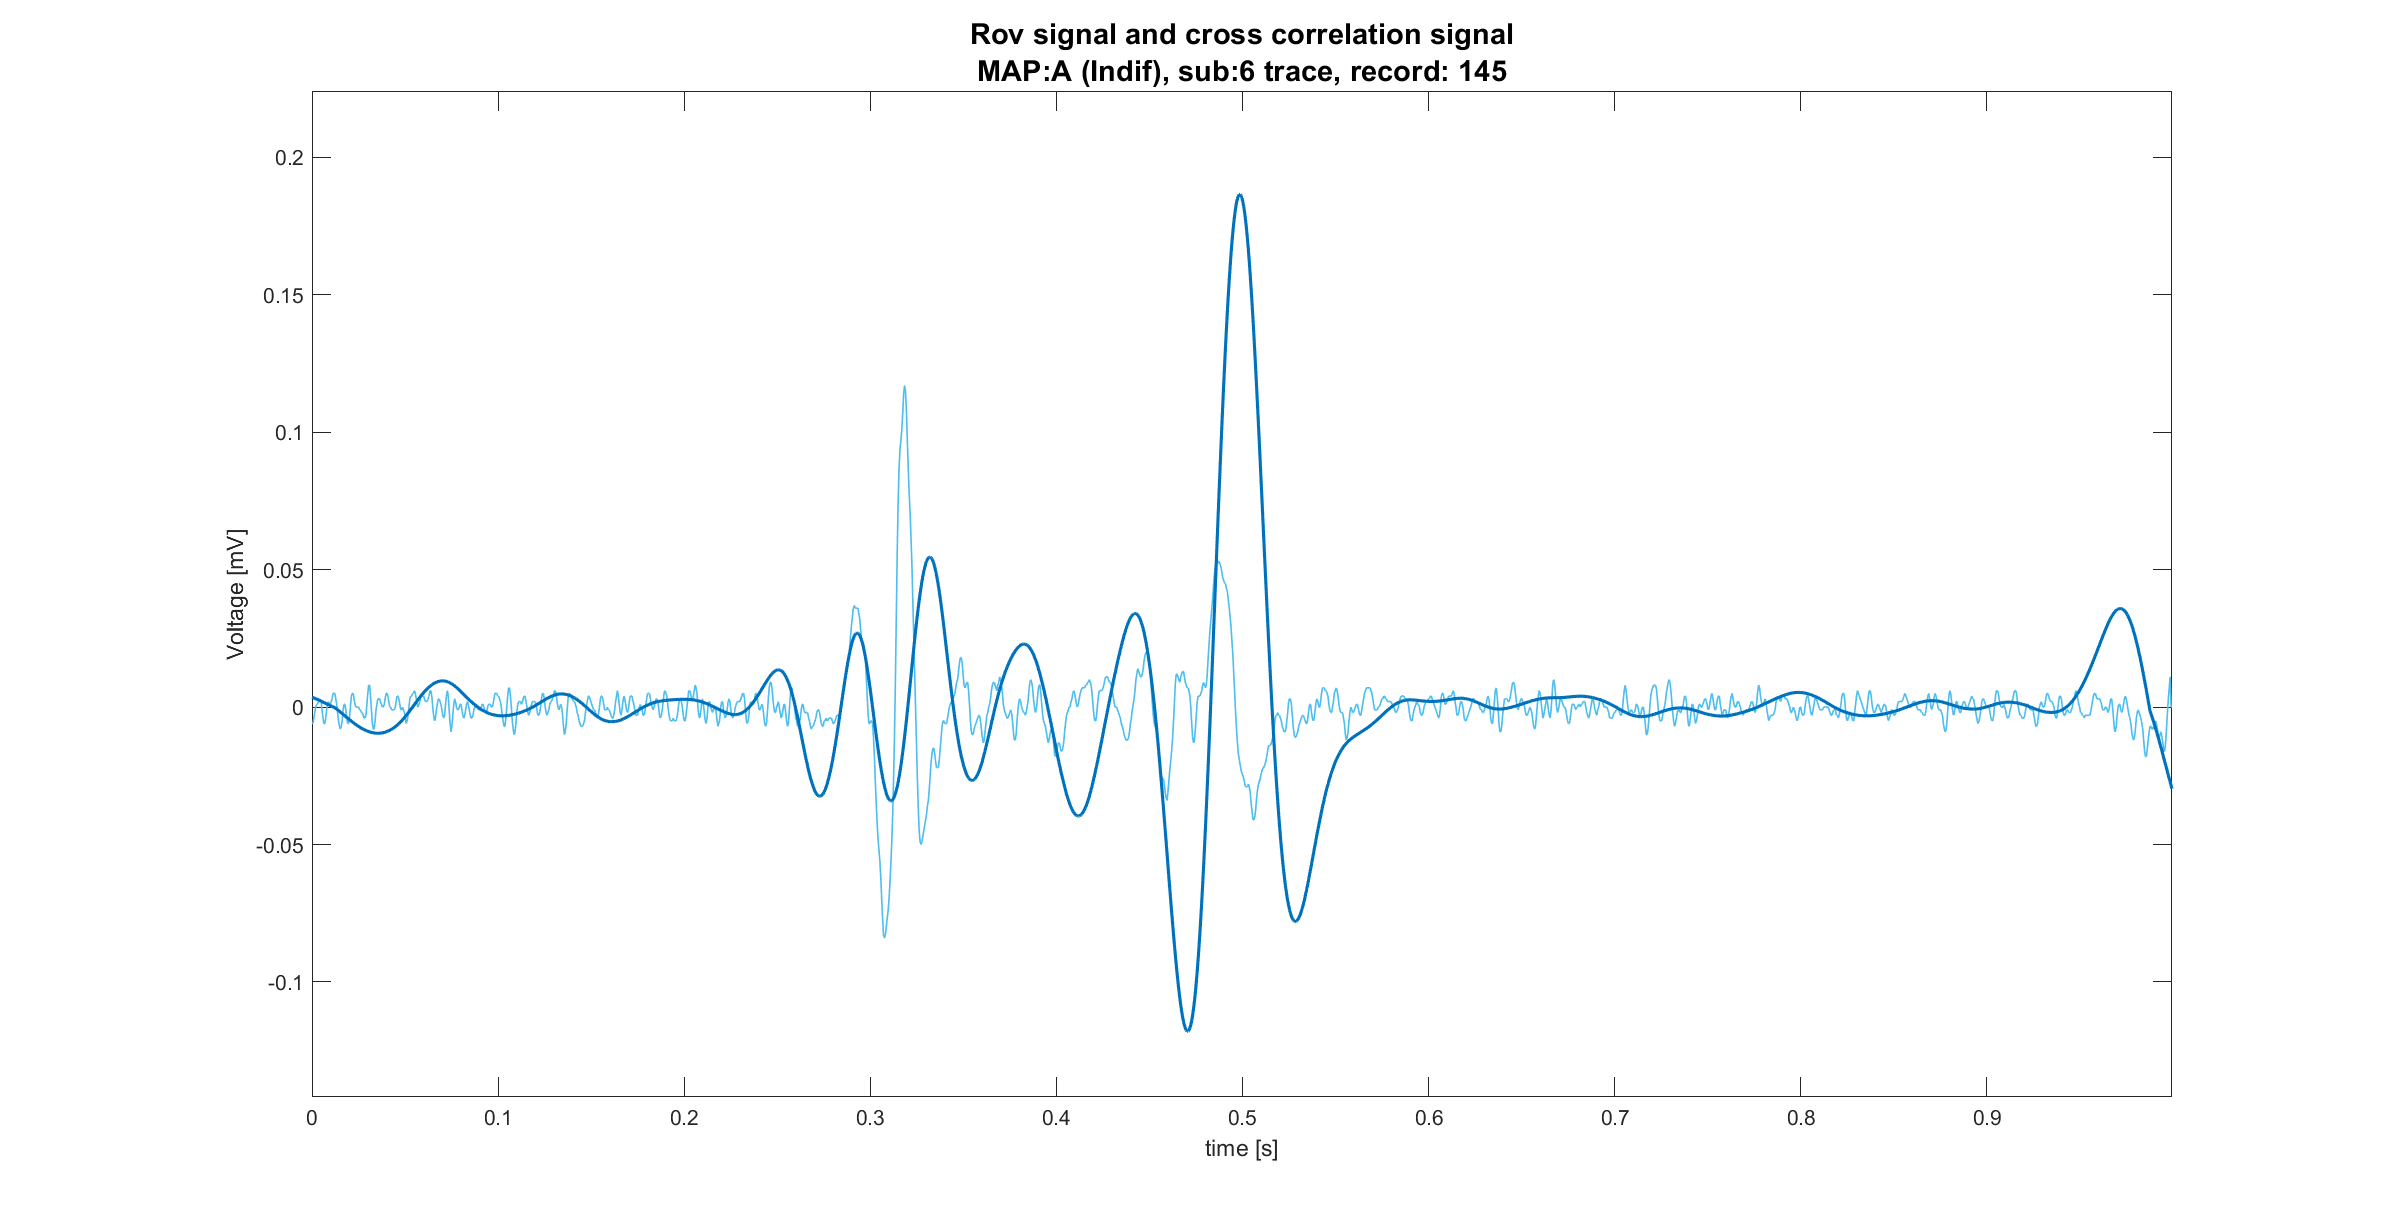 Rov signal and cross correlation signal
MAP:A (Indif), sub:6 trace, record: 145
0.2
0.15
0.1
0.05
0
-0.05
-0.1
Voltage [mV]
0 0.1 0.2 0.3 0.4 0.5 0.6 0.7 0.8 0.9
time [s]